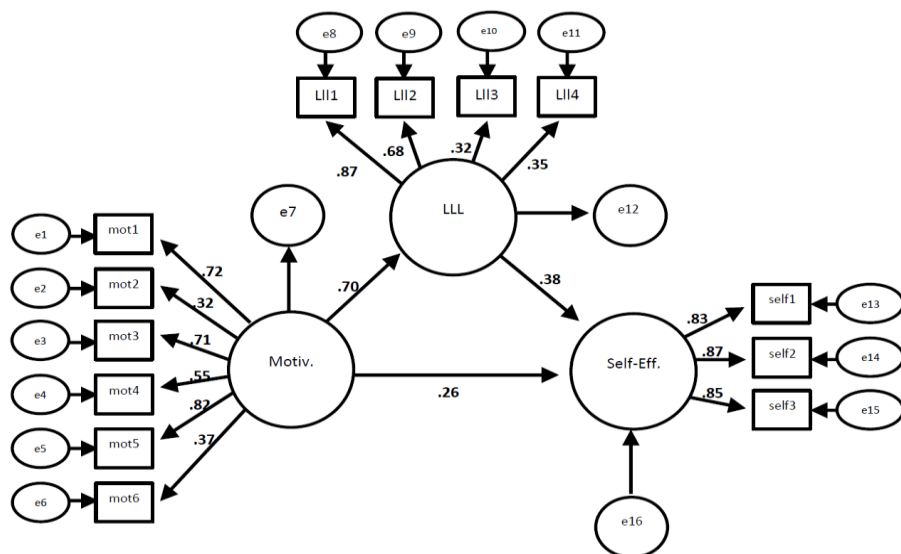 e8
e9
e10
e11
Lll1
Lll2
Lll3
Lll4
.87
.68
.32
.35
LLL
e7
e12
e1
mot1
e2
mot2
e3
mot3
e4
mot4
e5
mot5
e6
mot6
.72
.32
.71
.55
.82
.37
Motiv.
.70
.38
.26
Self-Eff.
.83
.87
.85
self1
e13
self2
e14
self3
e15
e16